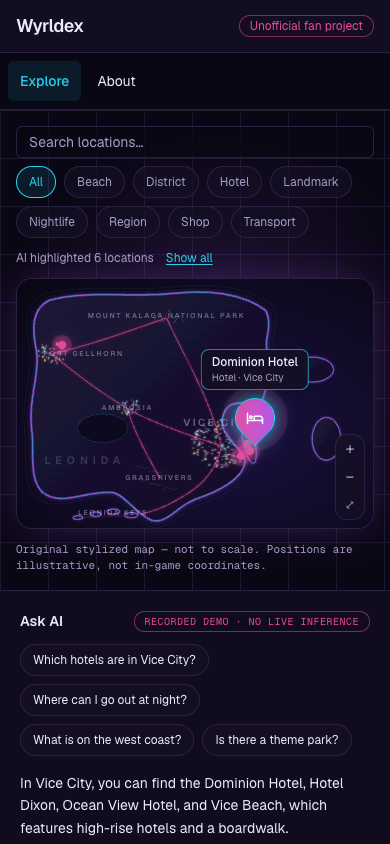 Wyrldex
Unofficial fan project
Explore
About
Search locations…
All
Beach
District
Hotel
Landmark
Nightlife
Region
Shop
Transport
AI highlighted 6 locations
Show all
MOUNT KALAGA NATIONAL PARK
GELLHORN
Dominion Hotel
Hotel · Vice City
AMBROSIA
VICE
LEONIDA
GRASSRIVERS
LEONIDA KEYS
Original stylized map — not to scale. Positions are
illustrative, not in-game coordinates.
Ask AI
RECORDED DEMO · NO LIVE INFERENCE
Which hotels are in Vice City?
Where can I go out at night?
What is on the west coast?
Is there a theme park?
In Vice City, you can find the Dominion Hotel, Hotel
Dixon, Ocean View Hotel, and Vice Beach, which
features high-rise hotels and a boardwalk.